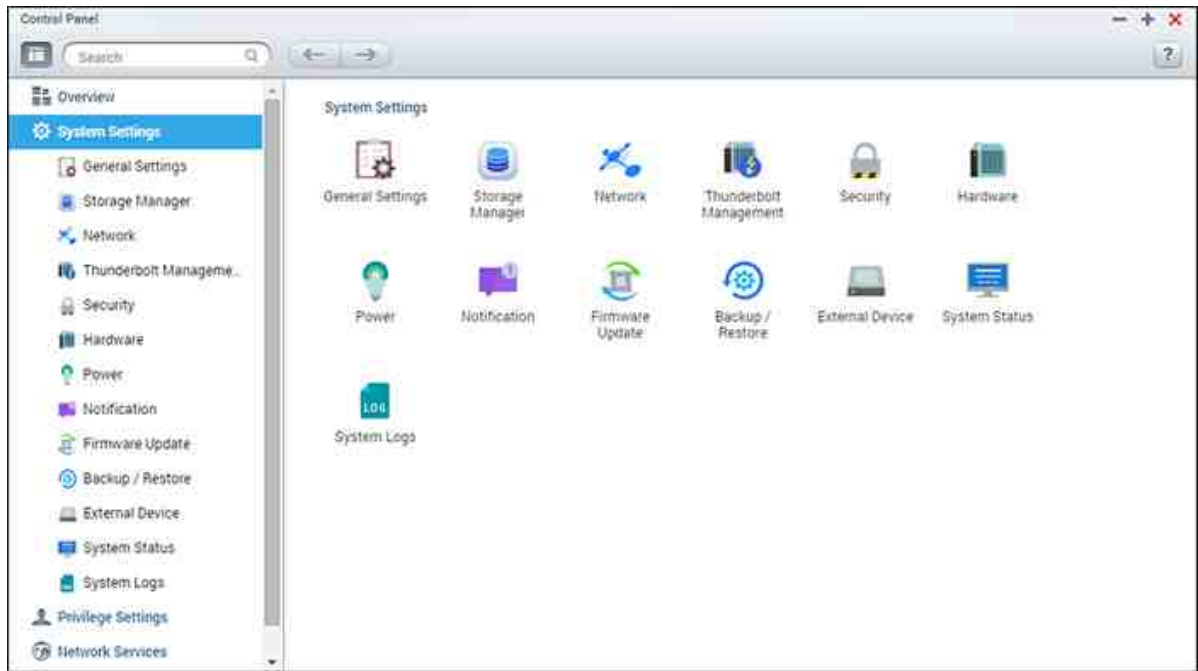 Control Panel
Search
?
Overview
System Settings
General Settings
Storage Manager
Network
Thunderbolt Manageme..
Security
Hardware
Power
Notification
Firmware Update
Backup / Restore
External Device
System Status
System Logs
Privilege Settings
Network Services
System Settings
General Settings
Storage
Manager
Network
Thunderbolt
Management
Security
Hardware
Power
Notification
Firmware
Update
Backup /
Restore
External Device
System Status
LOG
System Logs